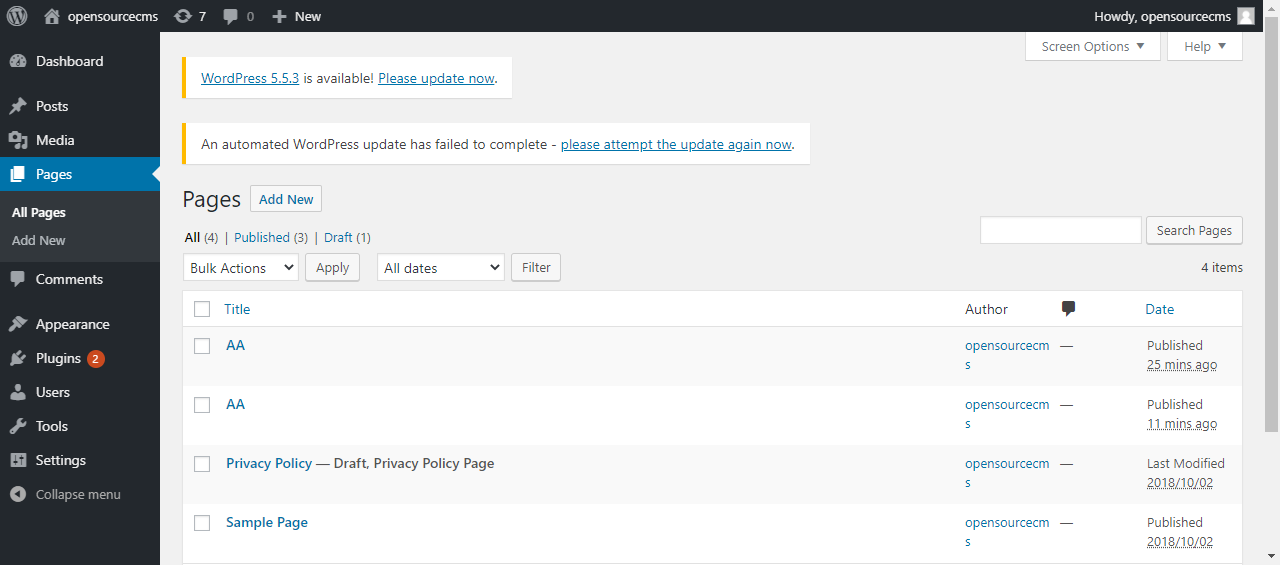 opensourcecms 7 0 New Howdy, opensourcecms
Screen Options Help
Dashboard
Posts
Media
Pages
All Pages
Add New
Comments
Appearance
Plugins 2
Users
Tools
Settings
Collapse menu
WordPress 5.5.3 is available! Please update now.
An automated WordPress update has failed to complete - please attempt the update again now.
Pages Add New
All (4) | Published (3) | Draft (1)
Search Pages
Bulk Actions Apply All dates Filter 4 items
Title Author Date
AA opensourcecm — Published
s 25 mins ago
AA opensourcecm — Published
s 11 mins ago
Privacy Policy — Draft, Privacy Policy Page opensourcecm — Last Modified
s 2018/10/02
Sample Page opensourcecm — Published
s 2018/10/02